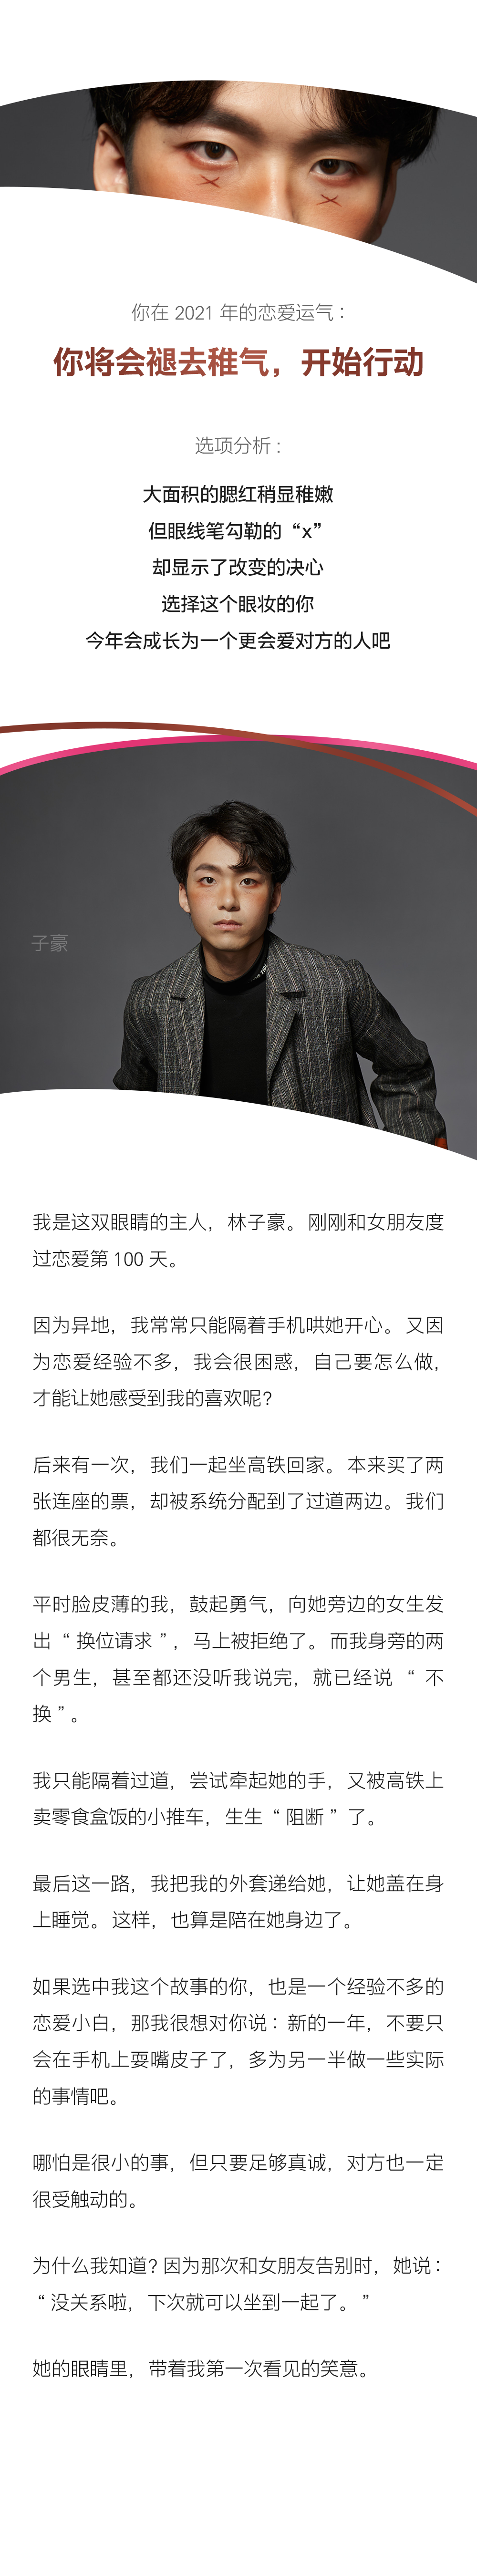 你在 2021 年的恋爱运气：
你将会褪去稚气，开始行动
选项分析：
大面积的腮红稍显稚嫩
但眼线笔勾勒的“x”
却显示了改变的决心
选择这个眼妆的你
今年会成长为一个更会爱对方的人吧
子豪
我是这双眼睛的主人，林子豪。刚刚和女朋友度
过恋爱第 100 天。
因为异地，我常常只能隔着手机哄她开心。又因
为恋爱经验不多，我会很困惑，自己要怎么做，
才能让她感受到我的喜欢呢？
后来有一次，我们一起坐高铁回家。本来买了两
张连座的票，却被系统分配到了过道两边。我们
都很无奈。
平时脸皮薄的我，鼓起勇气，向她旁边的女生发
出“换位请求”，马上被拒绝了。而我身旁的两
个男生，甚至都还没听我说完，就已经说“不
换”。
我只能隔着过道，尝试牵起她的手，又被高铁上
卖零食盒饭的小推车，生生“阻断”了。
最后这一路，我把我的外套递给她，让她盖在身
上睡觉。这样，也算是陪在她身边了。
如果选中我这个故事的你，也是一个经验不多的
恋爱小白，那我很想对你说：新的一年，不要只
会在手机上耍嘴皮子了，多为另一半做一些实际
的事情吧。
哪怕是很小的事，但只要足够真诚，对方也一定
很受触动的。
为什么我知道？因为那次和女朋友告别时，她说：
“没关系啦，下次就可以坐到一起了。”
她的眼睛里，带着我第一次看见的笑意。